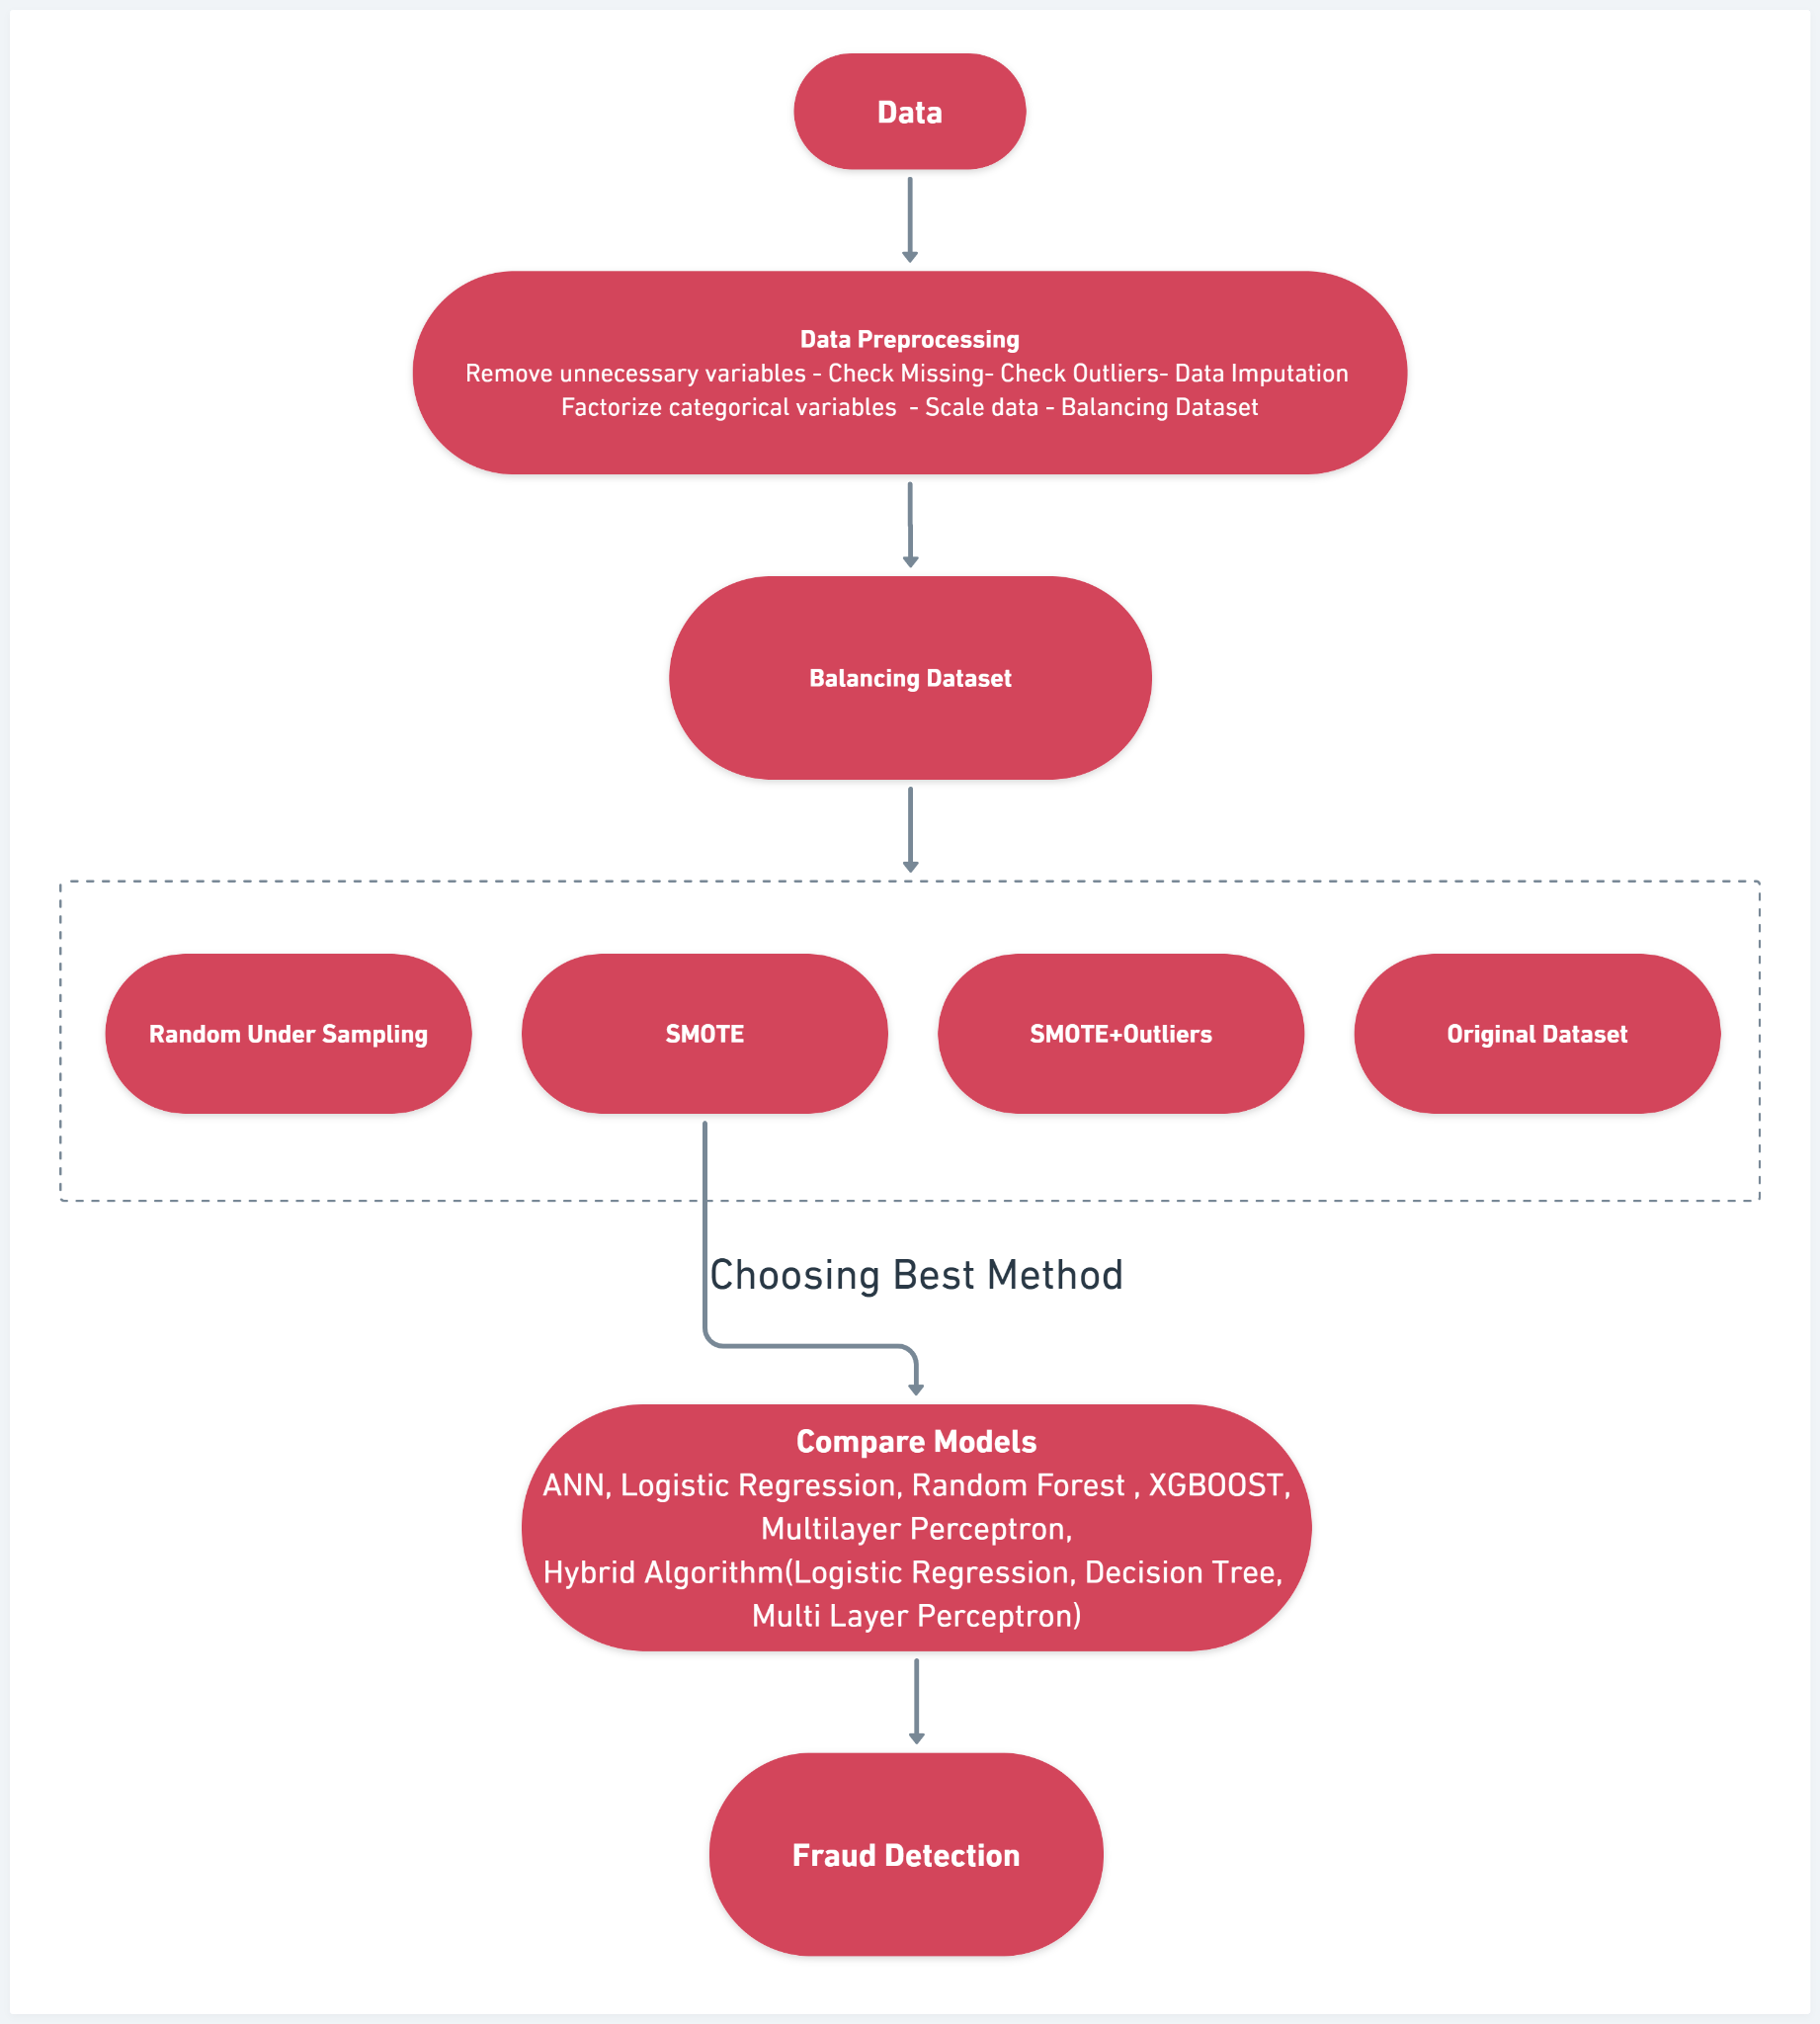 Data
Data Preprocessing
Remove unnecessary variables - Check Missing- Check Outliers- Data Imputation
Factorize categorical variables  - Scale data - Balancing Dataset
Balancing Dataset
Random Under Sampling
SMOTE
SMOTE+Outliers
Original Dataset
Choosing Best Method
Compare Models
ANN, Logistic Regression, Random Forest , XGBOOST,
Multilayer Perceptron,
Hybrid Algorithm(Logistic Regression, Decision Tree,
Multi Layer Perceptron)
Fraud Detection